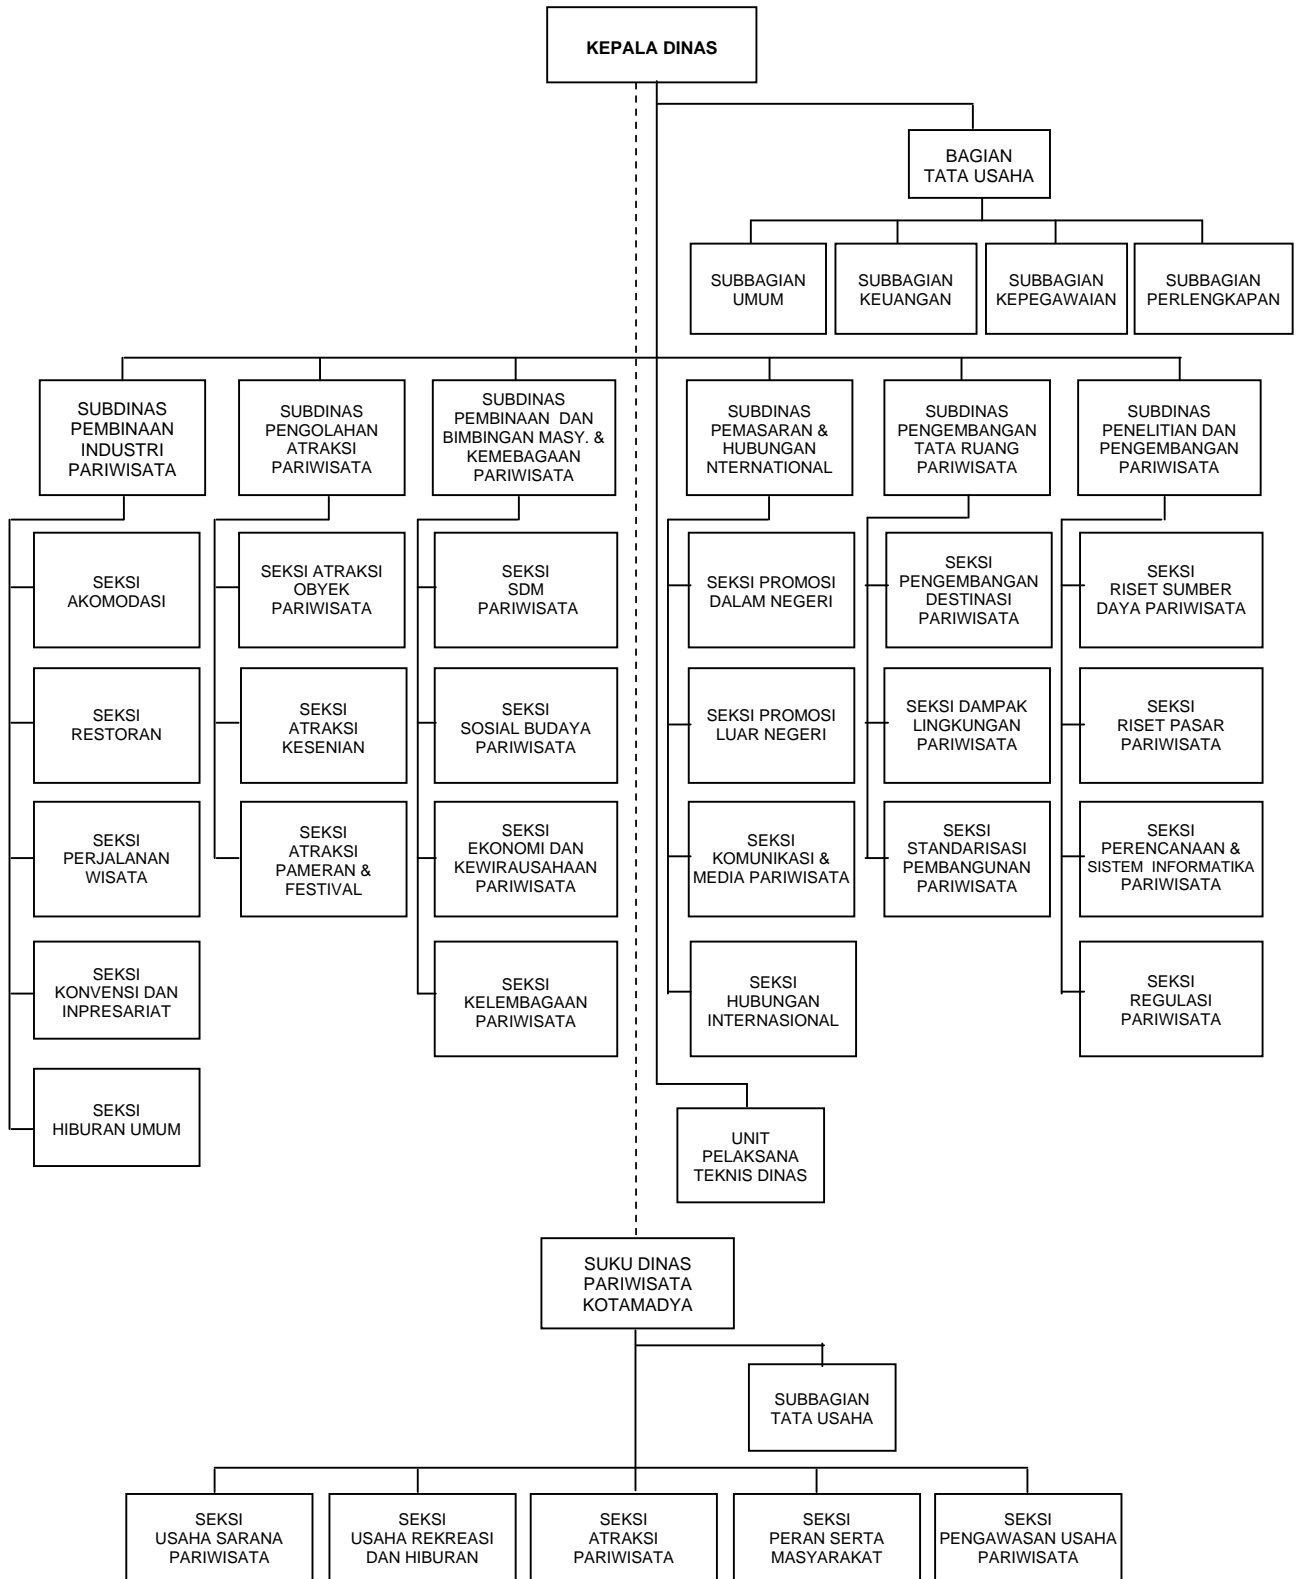 KEPALA DINAS
BAGIAN
TATA USAHA
SUBBAGIAN
UMUM
SUBBAGIAN
KEUANGAN
SUBBAGIAN
KEPEGAWAIAN
SUBBAGIAN
PERLENGKAPAN
SUBDINAS
PEMBINAAN
INDUSTRI
PARIWISATA
SUBDINAS
PENGOLAHAN
ATRAKSI
PARIWISATA
SUBDINAS
PEMBINAAN DAN
BIMBINGAN MASY. &
KEMEBAGAAN
PARIWISATA
SUBDINAS
PEMASARAN &
HUBUNGAN
NTERNATIONAL
SUBDINAS
PENGEMBANGAN
TATA RUANG
PARIWISATA
SUBDINAS
PENELITIAN DAN
PENGEMBANGAN
PARIWISATA
SEKSI
AKOMODASI
SEKSI ATRAKSI
OBYEK
PARIWISATA
SEKSI
SDM
PARIWISATA
SEKSI PROMOSI
DALAM NEGERI
SEKSI
PENGEMBANGAN
DESTINASI
PARIWISATA
SEKSI
RISET SUMBER
DAYA PARIWISATA
SEKSI
RESTORAN
SEKSI
ATRAKSI
KESENIAN
SEKSI
SOSIAL BUDAYA
PARIWISATA
SEKSI PROMOSI
LUAR NEGERI
SEKSI DAMPAK
LINGKUNGAN
PARIWISATA
SEKSI
RISET PASAR
PARIWISATA
SEKSI
PERJALANAN
WISATA
SEKSI
ATRAKSI
PAMERAN &
FESTIVAL
SEKSI
EKONOMI DAN
KEWIRAUSAHAAN
PARIWISATA
SEKSI
KOMUNIKASI &
MEDIA PARIWISATA
SEKSI
STANDARISASI
PEMBANGUNAN
PARIWISATA
SEKSI
PERENCANAAN &
SISTEM INFORMATIKA
PARIWISATA
SEKSI
KONVENSI DAN
INPRESARIAT
SEKSI
KELEMBAGAAN
PARIWISATA
SEKSI
HUBUNGAN
INTERNASIONAL
SEKSI
REGULASI
PARIWISATA
SEKSI
HIBURAN UMUM
UNIT
PELAKSANA
TEKNIS DINAS
SUKU DINAS
PARIWISATA
KOTAMADYA
SUBBAGIAN
TATA USAHA
SEKSI
USAHA SARANA
PARIWISATA
SEKSI
USAHA REKREASI
DAN HIBURAN
SEKSI
ATRAKSI
PARIWISATA
SEKSI
PERAN SERTA
MASYARAKAT
SEKSI
PENGAWASAN USAHA
PARIWISATA